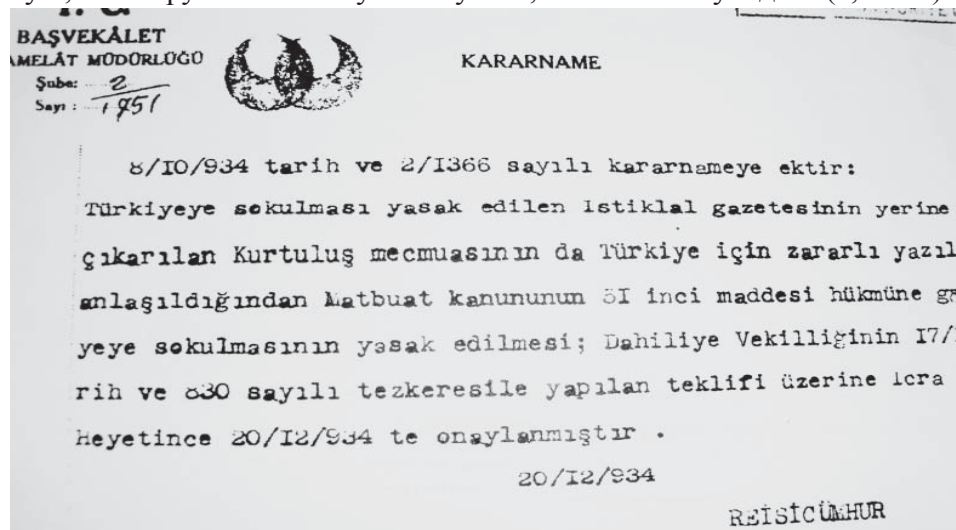 T. C.
BAŞVEKÂLET
MELÂT MÜDÜRLÜĞÜ
Şube: 2
Sayı : 1951
KARARNAME
8/IO/934 tarih ve 2/I366 sayılı kararnameye ektir:
Türkiyeye sokulması yasak edilen Istiklal gazetesinin yerine
çıkarılan Kurtuluş mecmuasının da Türkiye için zararlı yazıl
anlaşıldığından Matbuat kanununun 5I inci maddesi hükmüne
yeye sokulmasının yasak edilmesi; Dahiliye Vekilliğinin I7/
rih ve 830 sayılı tezkeresile yapılan teklifi üzerine İcra
Heyetince 20/I2/934 te onaylanmıştır .
20/I2/934
REİSİCÜMHUR